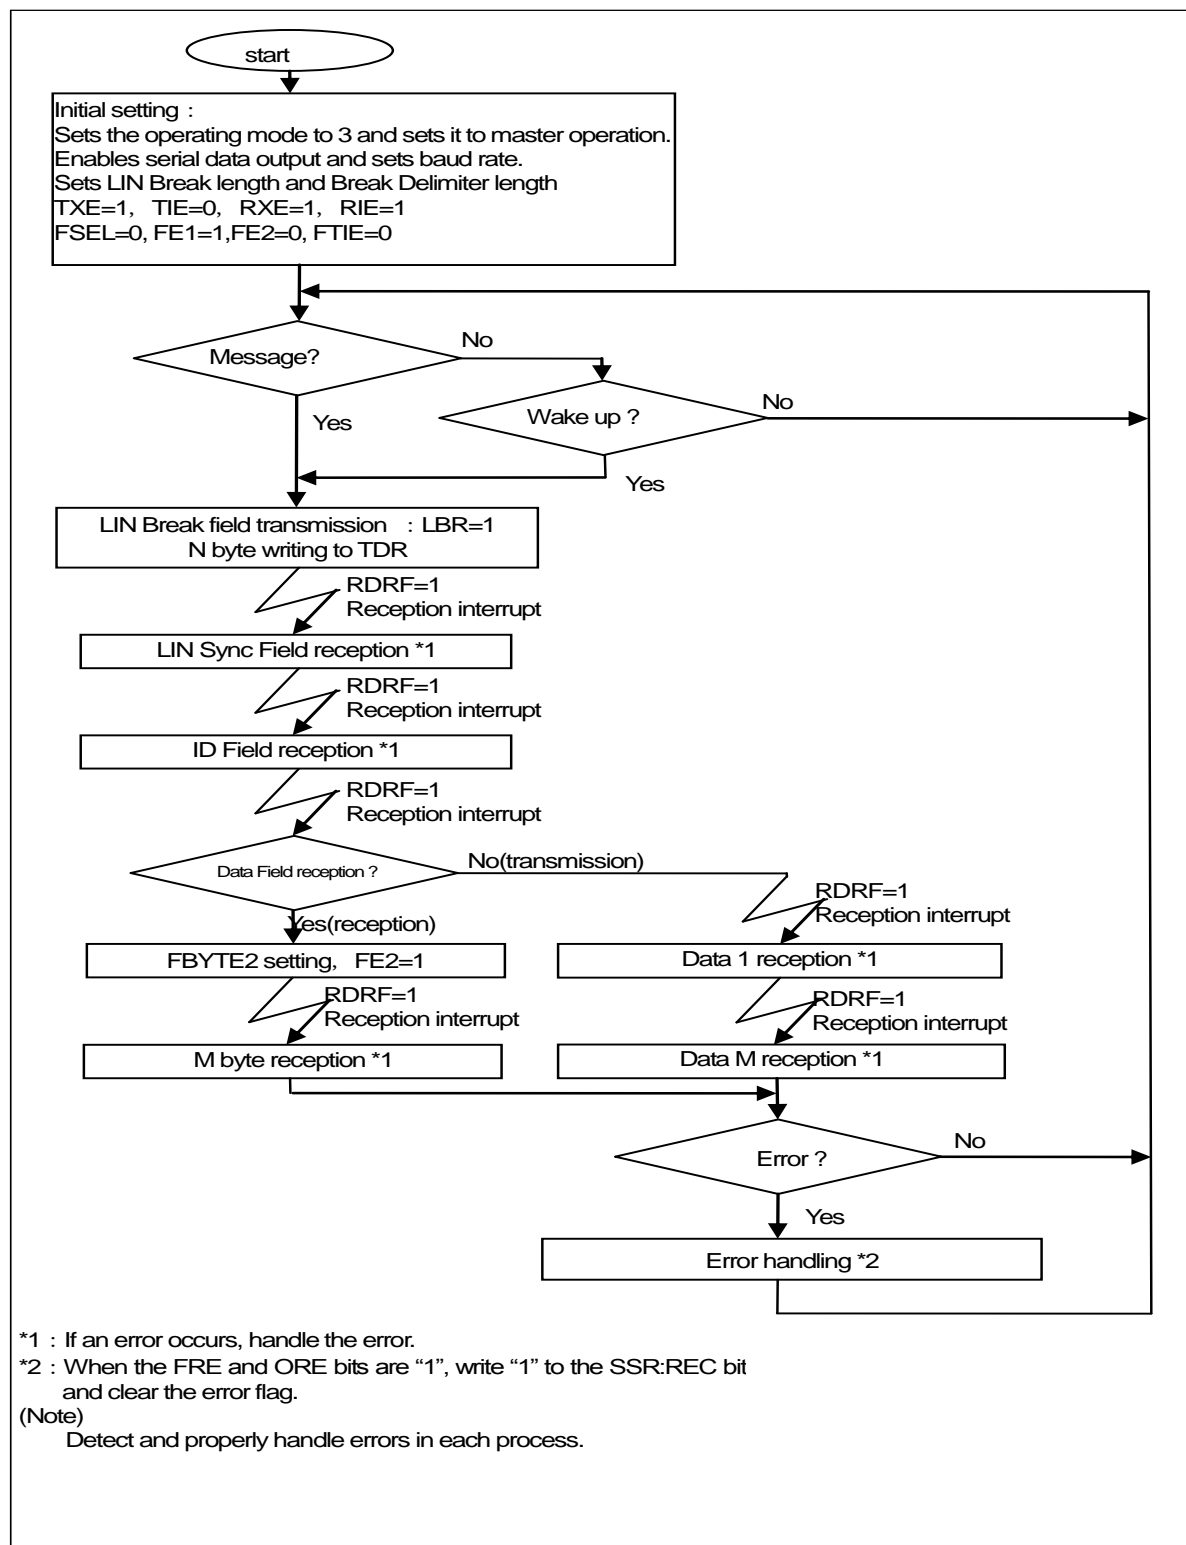 start
Initial setting :
Sets the operating mode to 3 and sets it to master operation.
Enables serial data output and sets baud rate.
Sets LIN Break length and Break Delimiter length
TXE=1, TIE=0, RXE=1, RIE=1
FSEL=0, FE1=1,FE2=0, FTIE=0
Message?
No
Yes
Wake up ?
No
Yes
LIN Break field transmission : LBR=1
N byte writing to TDR
RDRF=1
Reception interrupt
LIN Sync Field reception *1
RDRF=1
Reception interrupt
ID Field reception *1
RDRF=1
Reception interrupt
Data Field reception ?
No(transmission)
Yes(reception)
RDRF=1
Reception interrupt
FBYTE2 setting, FE2=1
Data 1 reception *1
RDRF=1
Reception interrupt
RDRF=1
Reception interrupt
M byte reception *1
Data M reception *1
Error ?
No
Yes
Error handling *2
*1 : If an error occurs, handle the error.
*2 : When the FRE and ORE bits are “1”, write “1” to the SSR:REC bit
and clear the error flag.
(Note)
Detect and properly handle errors in each process.